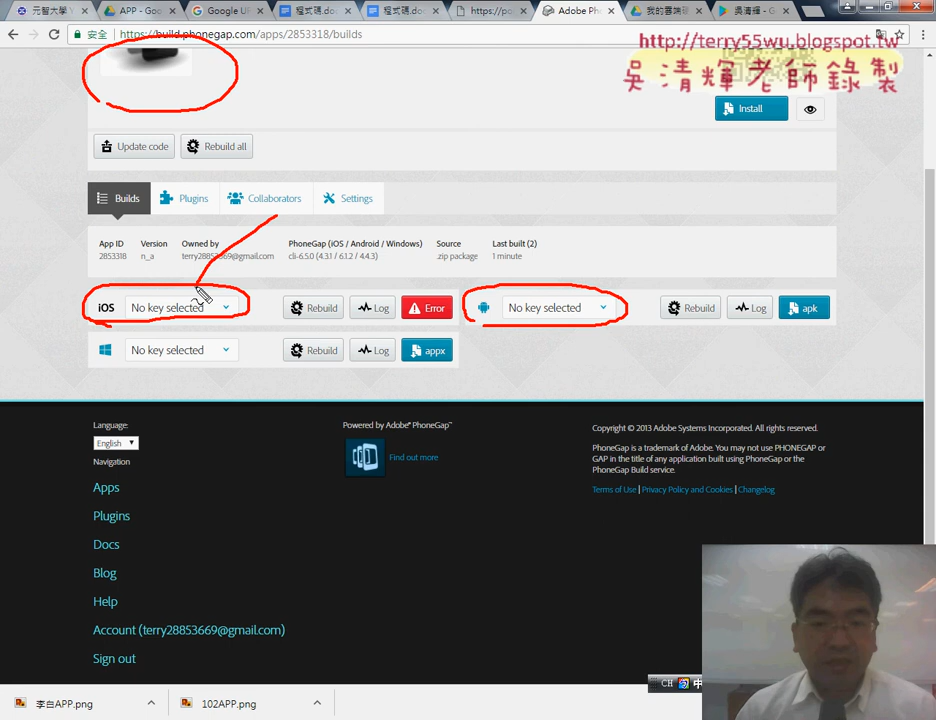 元智大學
APP - G
Google U
程式碼.do
程式碼.do
https://po
Adobe Ph
我的雲端硬
吳清輝 - G
安全
https://build.phonegap.com/apps/2853318/builds
http://terry55wu.blogspot.tw
吳清輝老師錄製
Install
Update code
Rebuild all
Builds
Plugins
Collaborators
Settings
App ID
Version
Owned by
PhoneGap (iOS / Android / Windows)
Source
Last built (2)
2853318
n_a
terry28853669@gmail.com
cli-6.5.0 (4.3.1 / 6.1.2 / 4.4.3)
.zip package
1 minute
iOS
No key selected
Rebuild
Log
Error
No key selected
Rebuild
Log
apk
No key selected
Rebuild
Log
appx
Language:
English
Navigation
Apps
Plugins
Docs
Blog
Help
Account (terry28853669@gmail.com)
Sign out
Powered by Adobe® PhoneGap™
Find out more
Copyright © 2013 Adobe Systems Incorporated. All rights reserved.
PhoneGap is a trademark of Adobe. You may not use PHONEGAP or
GAP in the title of any application built using PhoneGap or the
PhoneGap Build service.
Terms of Use | Privacy Policy and Cookies | Changelog
CH
中
李白APP.png
102APP.png